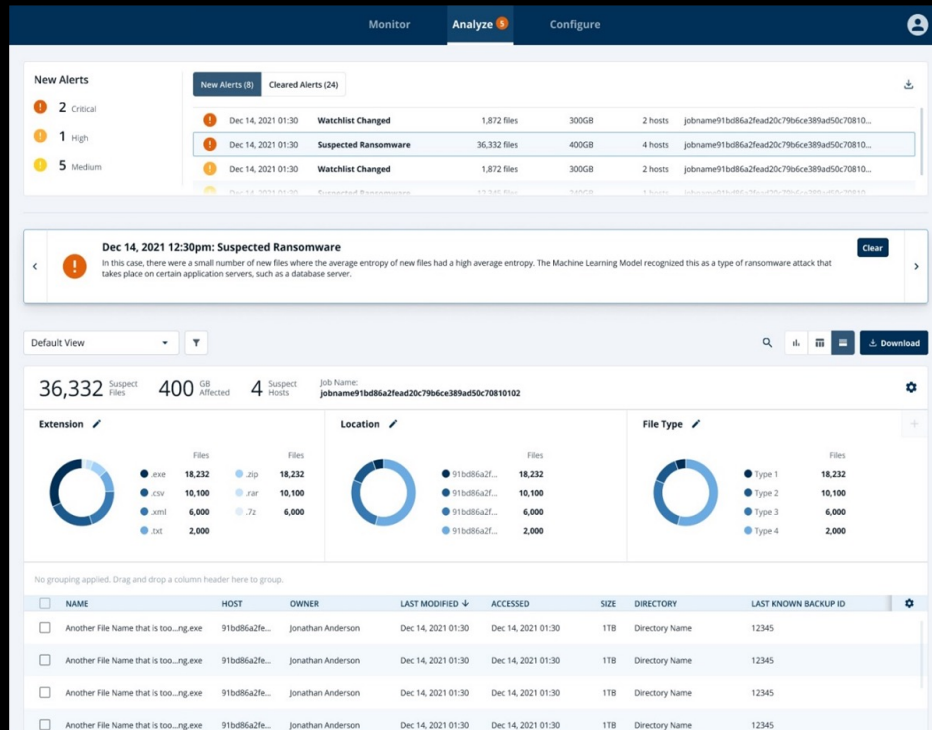 Monitor Analyze 5 Configure
New Alerts
2 Critical
1 High
5 Medium
New Alerts (8) Cleared Alerts (24)
Dec 14, 2021 01:30 Watchlist Changed 1,872 files 300GB 2 hosts jobname91bd86a2fead20c79b6ce389ad50c70810...
Dec 14, 2021 01:30 Suspected Ransomware 36,332 files 400GB 4 hosts jobname91bd86a2fead20c79b6ce389ad50c70810...
Dec 14, 2021 01:30 Watchlist Changed 1,872 files 300GB 2 hosts jobname91bd86a2fead20c79b6ce389ad50c70810...
Dec 14, 2021 01:30 Suspected Ransomware
Dec 14, 2021 12:30pm: Suspected Ransomware
Clear
In this case, there were a small number of new files where the average entropy of new files had a high average entropy. The Machine Learning Model recognized this as a type of ransomware attack that
takes place on certain application servers, such as a database server.
Default View
Download
36,332 Suspect Files 400 GB Affected 4 Suspect Hosts
Job Name:
jobname91bd86a2fead20c79b6ce389ad50c70810102
Extension
Files Files
.exe 18,232 .zip 18,232
.csv 10,100 .rar 10,100
.xml 6,000 .7z 6,000
.txt 2,000
Location
Files
91bd86a2f... 18,232
91bd86a2f... 10,100
91bd86a2f... 6,000
91bd86a2f... 2,000
File Type
Files
Type 1 18,232
Type 2 10,100
Type 3 6,000
Type 4 2,000
No grouping applied. Drag and drop a column header here to group.
NAME HOST OWNER LAST MODIFIED ACCESSED SIZE DIRECTORY LAST KNOWN BACKUP ID
Another File Name that is too...ng.exe 91bd86a2fe... Jonathan Anderson Dec 14, 2021 01:30 Dec 14, 2021 01:30 1TB Directory Name 12345
Another File Name that is too...ng.exe 91bd86a2fe... Jonathan Anderson Dec 14, 2021 01:30 Dec 14, 2021 01:30 1TB Directory Name 12345
Another File Name that is too...ng.exe 91bd86a2fe... Jonathan Anderson Dec 14, 2021 01:30 Dec 14, 2021 01:30 1TB Directory Name 12345
Another File Name that is too...ng.exe 91bd86a2fe... Jonathan Anderson Dec 14, 2021 01:30 Dec 14, 2021 01:30 1TB Directory Name 12345